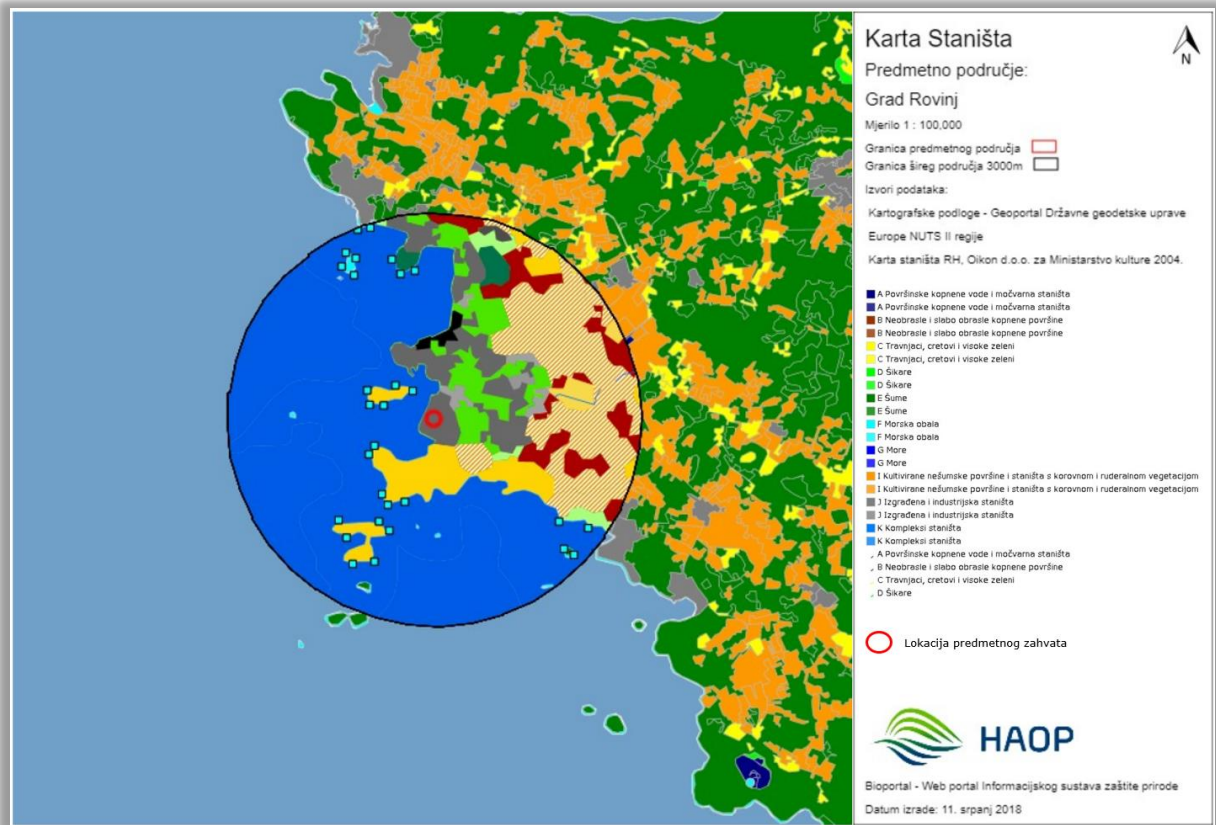 Karta Staništa
N
Predmetno područje:
Grad Rovinj
Mjerilo 1 : 100,000
Granica predmetnog područja
Granica šireg područja 3000m
Izvori podataka:
Kartografske podloge - Geoportal Državne geodetske uprave
Europe NUTS II regije
Karta staništa RH, Oikon d.o.o. za Ministarstvo kulture 2004.
A Površinske kopnene vode i močvarna staništa
A Površinske kopnene vode i močvarna staništa
B Neobrasle i slabo obrasle kopnene površine
B Neobrasle i slabo obrasle kopnene površine
C Travnjaci, cretovi i visoke zeleni
C Travnjaci, cretovi i visoke zeleni
D Šikare
D Šikare
E Šume
E Šume
F Morska obala
F Morska obala
G More
G More
I Kultivirane nešumske površine i staništa s korovnom i ruderalnom vegetacijom
I Kultivirane nešumske površine i staništa s korovnom i ruderalnom vegetacijom
J Izgrađena i industrijska staništa
J Izgrađena i industrijska staništa
K Kompleksi staništa
K Kompleksi staništa
A Površinske kopnene vode i močvarna staništa
B Neobrasle i slabo obrasle kopnene površine
C Travnjaci, cretovi i visoke zeleni
D Šikare
Lokacija predmetnog zahvata
HAOP
Bioportal - Web portal Informacijskog sustava zaštite prirode
Datum izrade: 11. srpanj 2018